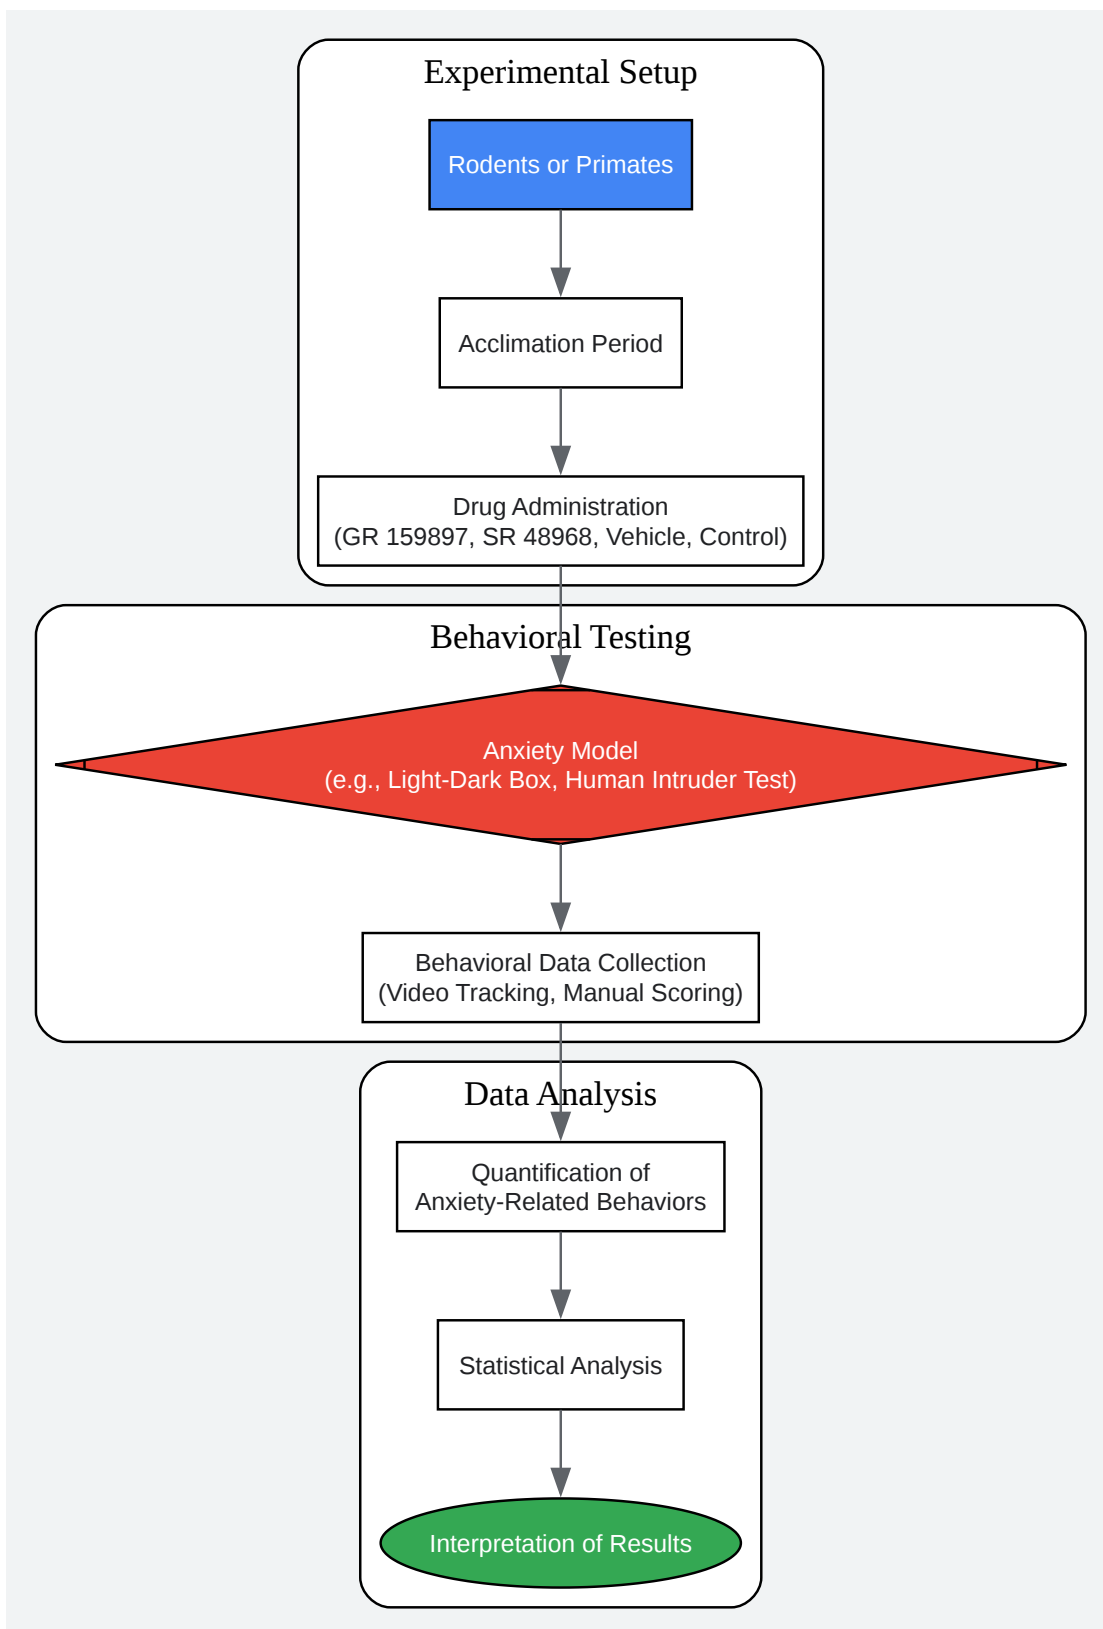 Experimental Setup
Rodents or Primates
Acclimation Period
Drug Administration
(GR 159897, SR 48968, Vehicle, Control)
Behavioral Testing
Anxiety Model
(e.g., Light-Dark Box, Human Intruder Test)
Behavioral Data Collection
(Video Tracking, Manual Scoring)
Data Analysis
Quantification of
Anxiety-Related Behaviors
Statistical Analysis
Interpretation of Results